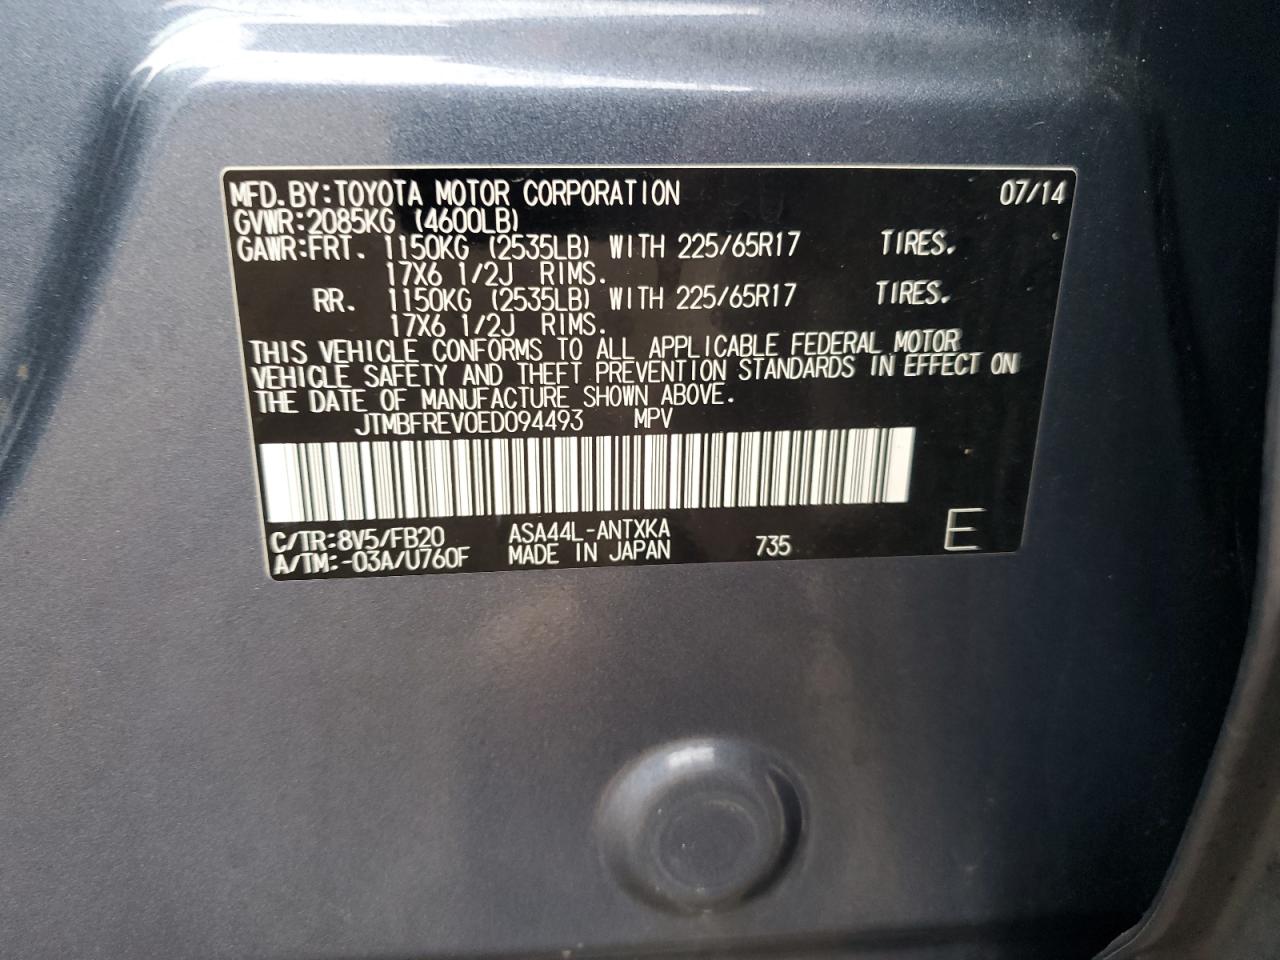 MFD.BY:TOYOTA MOTOR CORPORATION 07/14
GVWR:2085KG (4600LB)
GAWR:FRT. 1150KG (2535LB) WITH 225/65R17 TIRES.
17X6 1/2J RIMS.
RR. 1150KG (2535LB) WITH 225/65R17 TIRES.
17X6 1/2J RIMS.
THIS VEHICLE CONFORMS TO ALL APPLICABLE FEDERAL MOTOR
VEHICLE SAFETY AND THEFT PREVENTION STANDARDS IN EFFECT ON
THE DATE OF MANUFACTURE SHOWN ABOVE.
JTMBFREV0ED094493 MPV
C/TR:8V5/FB20 ASA44L-ANTXKA
A/TM:-03A/U760F MADE IN JAPAN 735 E